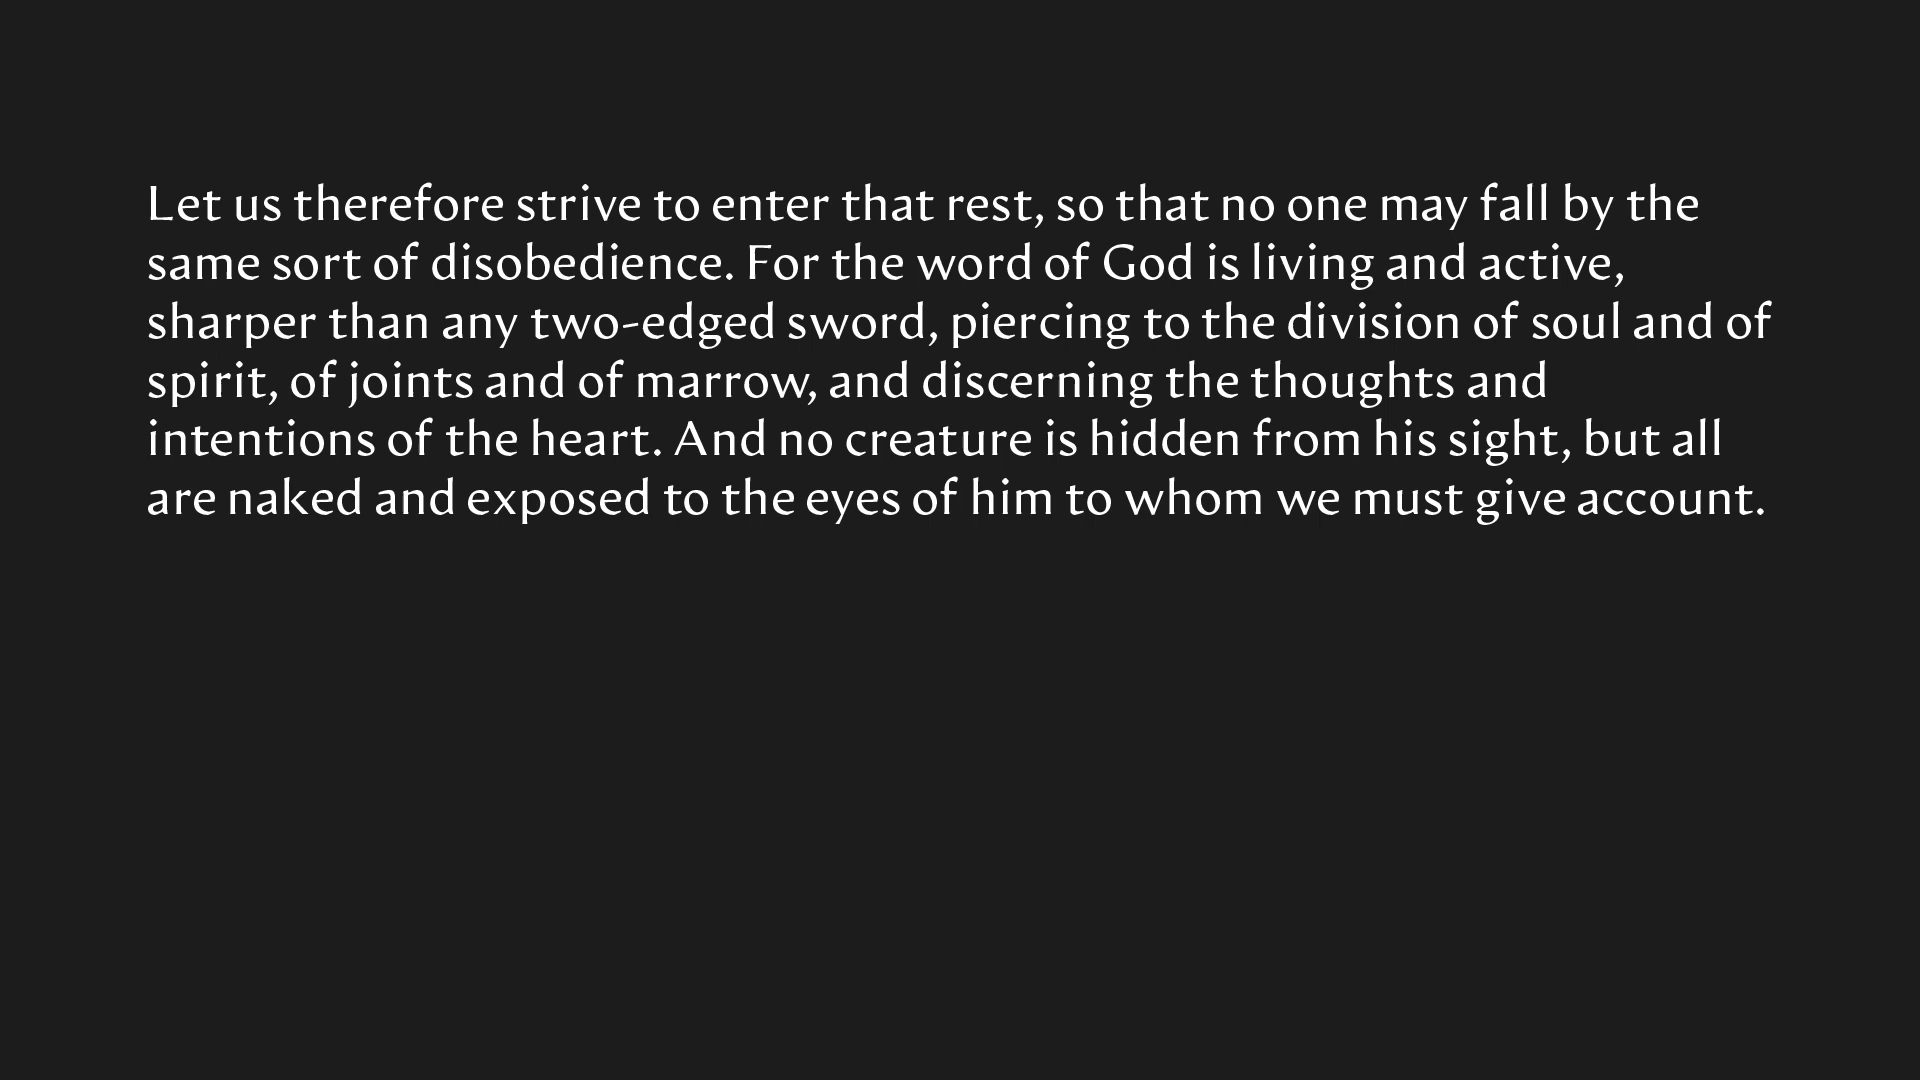 Let us therefore strive to enter that rest, so that no one may fall by the
same sort of disobedience. For the word of God is living and active,
sharper than any two-edged sword, piercing to the division of soul and of
spirit, of joints and of marrow, and discerning the thoughts and
intentions of the heart. And no creature is hidden from his sight, but all
are naked and exposed to the eyes of him to whom we must give account.